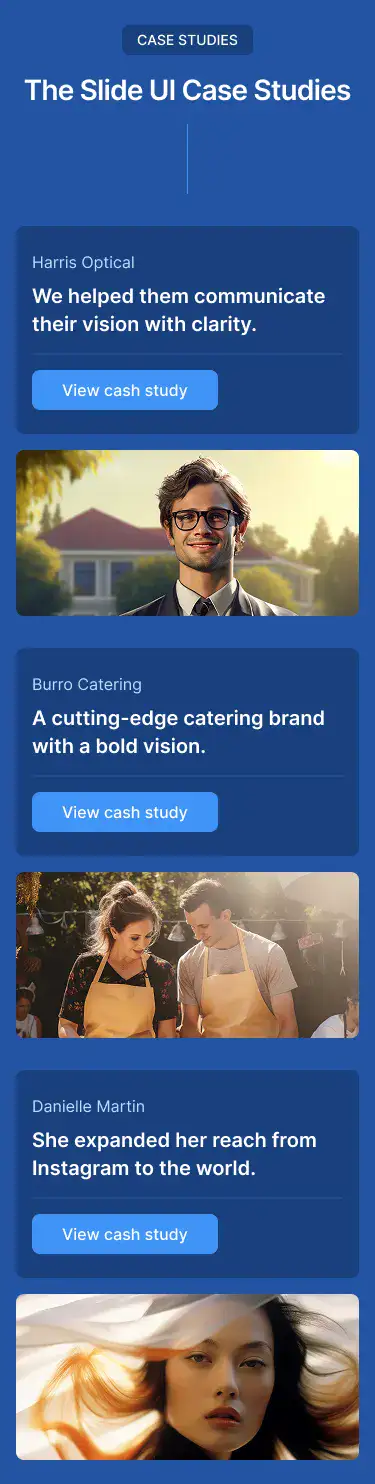 CASE STUDIES
The Slide UI Case Studies
Harris Optical
We helped them communicate
their vision with clarity.
View cash study
Burro Catering
A cutting-edge catering brand
with a bold vision.
View cash study
Danielle Martin
She expanded her reach from
Instagram to the world.
View cash study